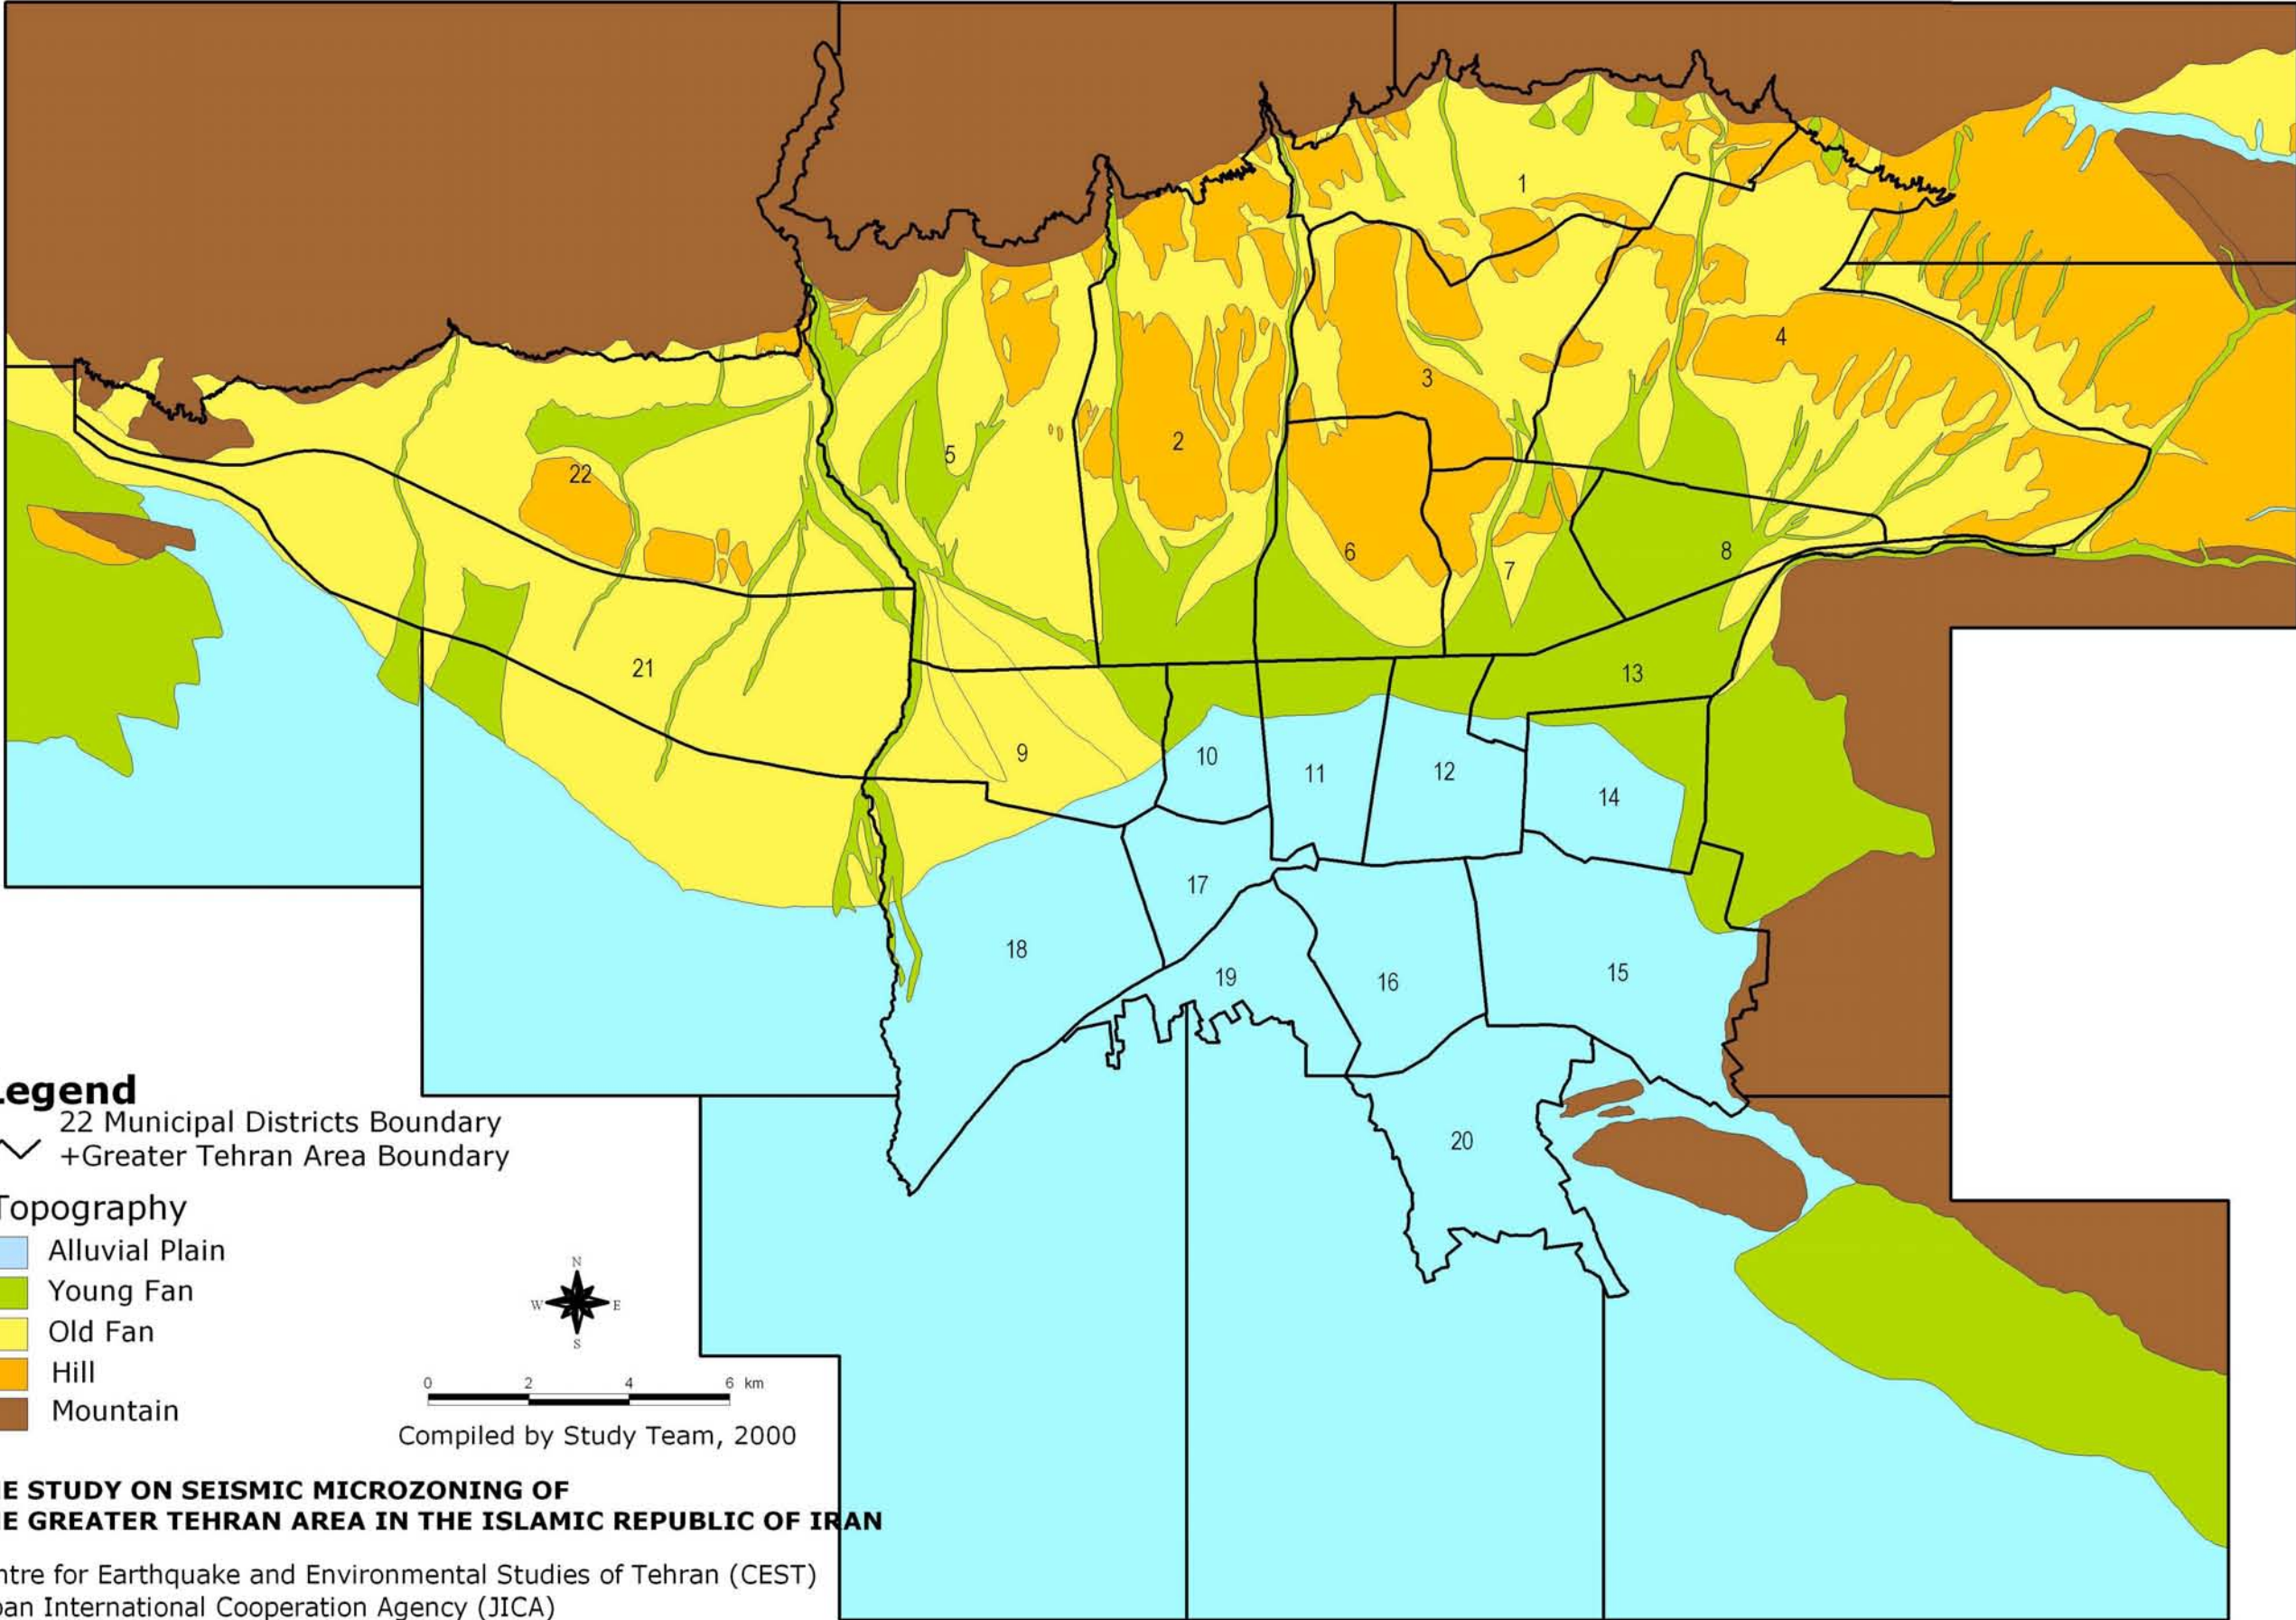 1
4
3
2
5
22
6
8
7
21
13
9
10
11
12
14
17
18
19
16
15
20
egend
22 Municipal Districts Boundary
+Greater Tehran Area Boundary
Topography
Alluvial Plain
Young Fan
Old Fan
Hill
Mountain
N
W E
S
0 2 4 6 km
Compiled by Study Team, 2000
E STUDY ON SEISMIC MICROZONING OF
E GREATER TEHRAN AREA IN THE ISLAMIC REPUBLIC OF IRAN
ntre for Earthquake and Environmental Studies of Tehran (CEST)
pan International Cooperation Agency (JICA)